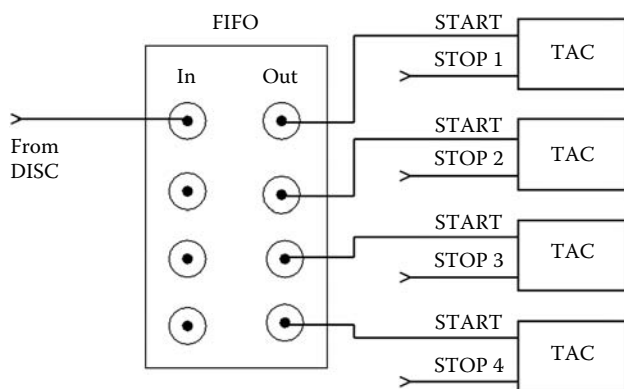 FIFO
In Out
From
DISC
START
STOP 1
TAC
START
STOP 2
TAC
START
STOP 3
TAC
START
STOP 4
TAC